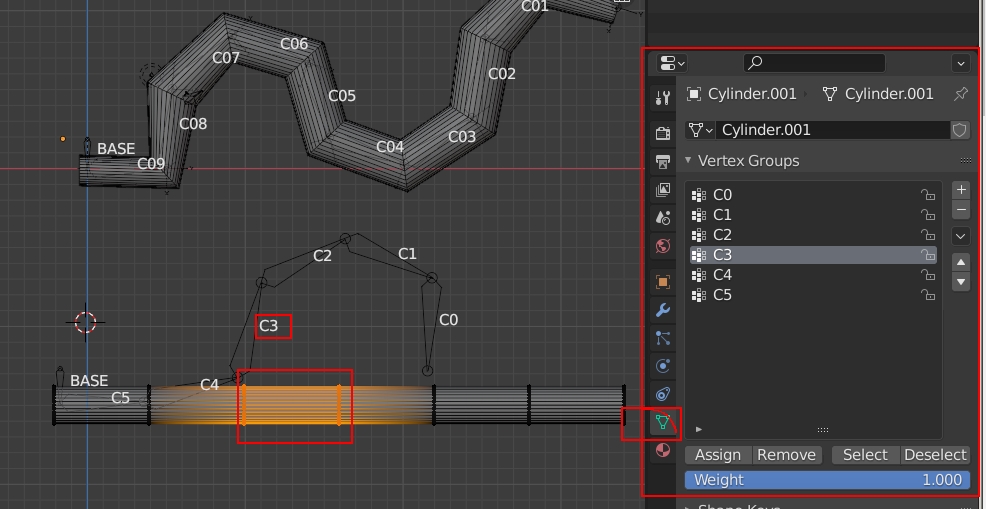 C01
C06
C07
C02
C05
C08
C03
C04
BASE
C09
C2
C1
C3
C0
BASE
C4
C5
Cylinder.001 › Cylinder.001
Cylinder.001
Vertex Groups
C0
C1
C2
C3
C4
C5
Assign Remove Select Deselect
Weight 1.000
Shape Keys